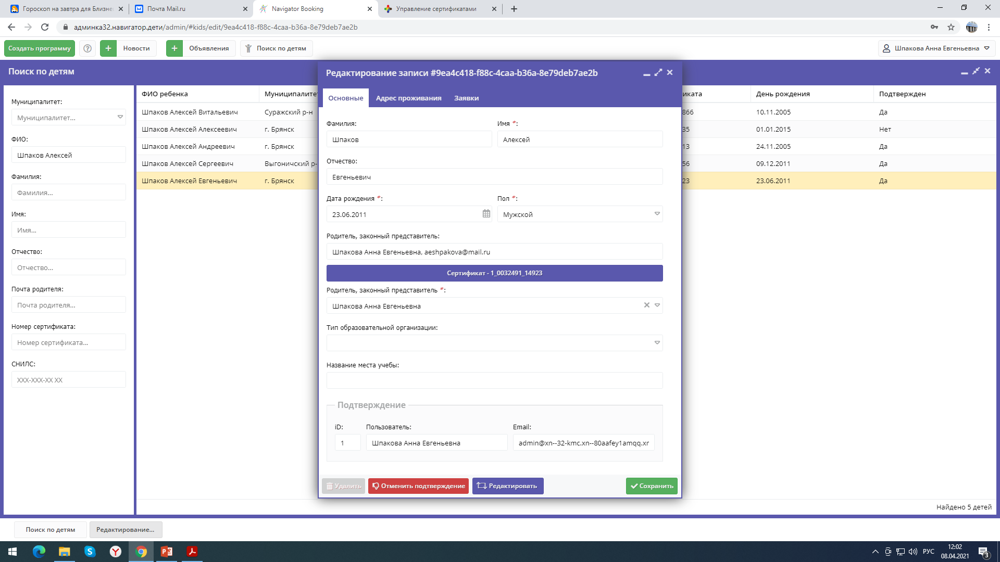 Гороскоп на завтра для Близне
Почта Mail.ru
Navigator Booking
Управление сертификатами
админка32.навигатор.дети/admin/#kids/edit/9ea4c418-f88c-4caa-b36a-8e79deb7ae2b
Создать программу
Новости
Объявления
Поиск по детям
Шпакова Анна Евгеньевна
Поиск по детям
Муниципалитет:
Муниципалитет...
ФИО:
Шпаков Алексей
Фамилия:
Фамилия...
Имя:
Имя...
Отчество:
Отчество...
Почта родителя:
Почта родителя...
Номер сертификата:
Номер сертификата...
СНИЛС:
XXX-XXX-XX XX
ФИО ребенка Муниципалитет иката День рождения Подтвержден
Шпаков Алексей Витальевич Суражский р-н 866 10.11.2005 Да
Шпаков Алексей Алексеевич г. Брянск 35 01.01.2015 Нет
Шпаков Алексей Андреевич г. Брянск 13 24.11.2005 Да
Шпаков Алексей Сергеевич Выгоничский р- 56 09.12.2011 Да
Шпаков Алексей Евгеньевич г. Брянск 23 23.06.2011 Да
Редактирование записи #9ea4c418-f88c-4caa-b36a-8e79deb7ae2b
Основные Адрес проживания Заявки
Фамилия: Имя *:
Шпаков Алексей
Отчество:
Евгеньевич
Дата рождения *: Пол *:
23.06.2011 Мужской
Родитель, законный представитель:
Шпакова Анна Евгеньевна, aeshpakova@mail.ru
Сертификат - 1_0032491_14923
Родитель, законный представитель *:
Шпакова Анна Евгеньевна
Тип образовательной организации:
Название места учебы:
Подтверждение
iD: Пользователь: Email:
1 Шпакова Анна Евгеньевна admin@xn--32-kmc.xn--80aafey1amqq.xn
Удалить Отменить подтверждение Редактировать Сохранить
Найдено 5 детей
Поиск по детям Редактирование...
РУС
12:02
08.04.2021
3